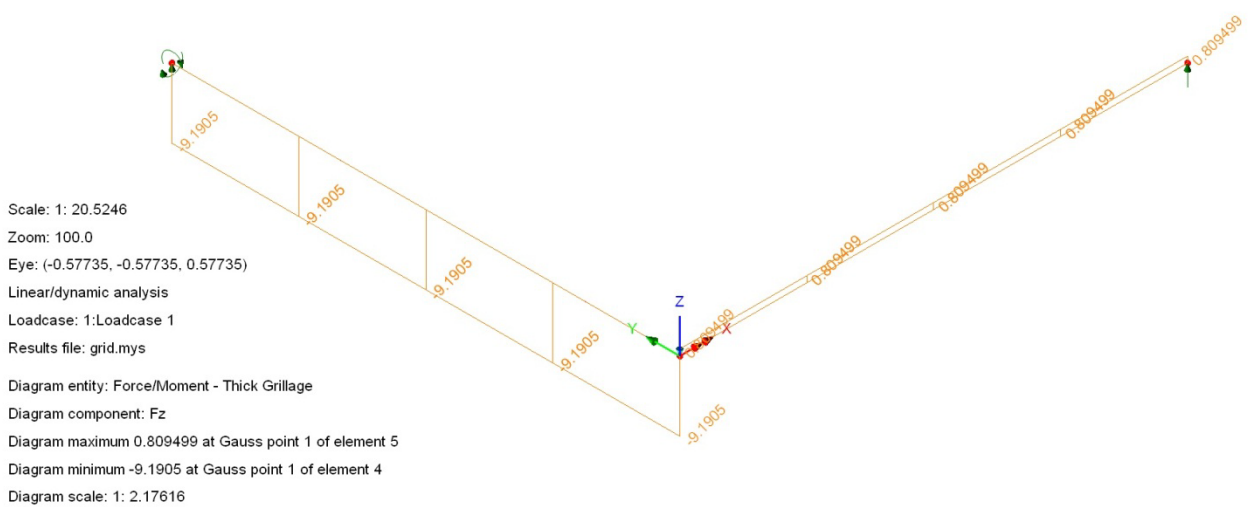 0.809499
0.809499
0.809499
0.809499
0.809499
-9.1905
-9.1905
-9.1905
-9.1905
-9.1905
Z
Y
X
Scale: 1: 20.5246
Zoom: 100.0
Eye: (-0.57735, -0.57735, 0.57735)
Linear/dynamic analysis
Loadcase: 1:Loadcase 1
Results file: grid.mys
Diagram entity: Force/Moment - Thick Grillage
Diagram component: Fz
Diagram maximum 0.809499 at Gauss point 1 of element 5
Diagram minimum -9.1905 at Gauss point 1 of element 4
Diagram scale: 1: 2.17616